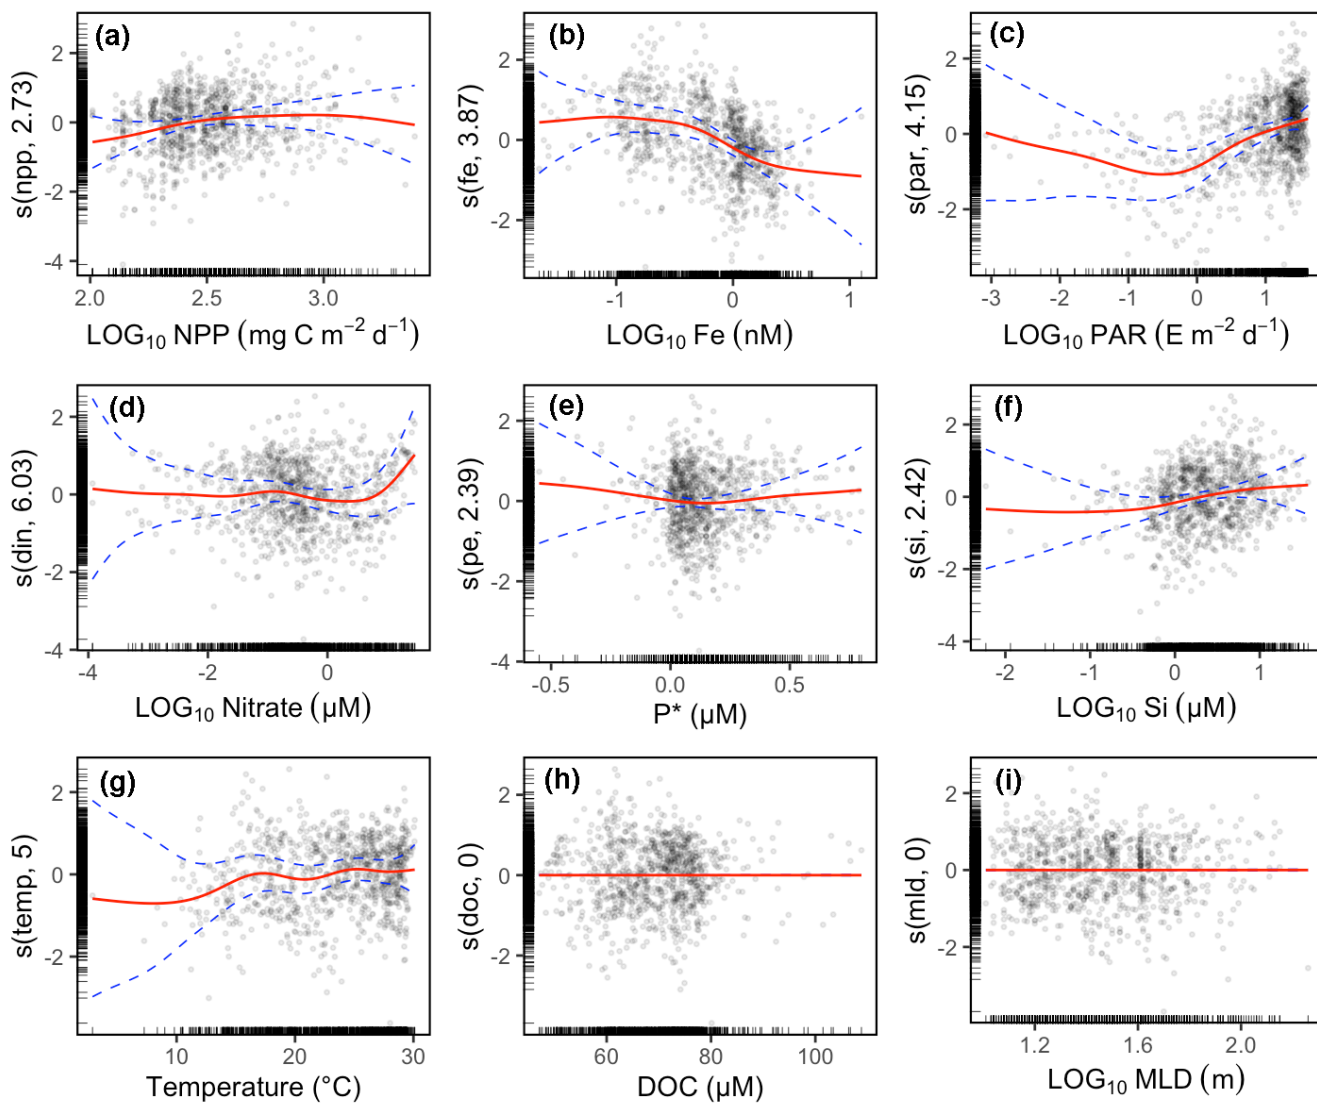 (a)
s(npp, 2.73)
2
0
-2
-4
2.0
2.5
3.0
LOG₁₀ NPP (mg C m⁻² d⁻¹)
(b)
s(fe, 3.87)
2
0
-2
-1
0
1
LOG₁₀ Fe (nM)
(c)
s(par, 4.15)
2
0
-2
-3
-2
-1
0
1
LOG₁₀ PAR (E m⁻² d⁻¹)
(d)
s(din, 6.03)
2
0
-2
-4
-4
-2
0
LOG₁₀ Nitrate (µM)
(e)
s(pe, 2.39)
2
0
-2
-4
-0.5
0.0
0.5
P* (µM)
(f)
s(si, 2.42)
2
0
-2
-4
-2
-1
0
1
LOG₁₀ Si (µM)
(g)
s(temp, 5)
2
0
-2
10
20
30
Temperature (°C)
(h)
s(doc, 0)
2
0
-2
60
80
100
DOC (µM)
(i)
s(mld, 0)
2
0
-2
1.2
1.6
2.0
LOG₁₀ MLD (m)